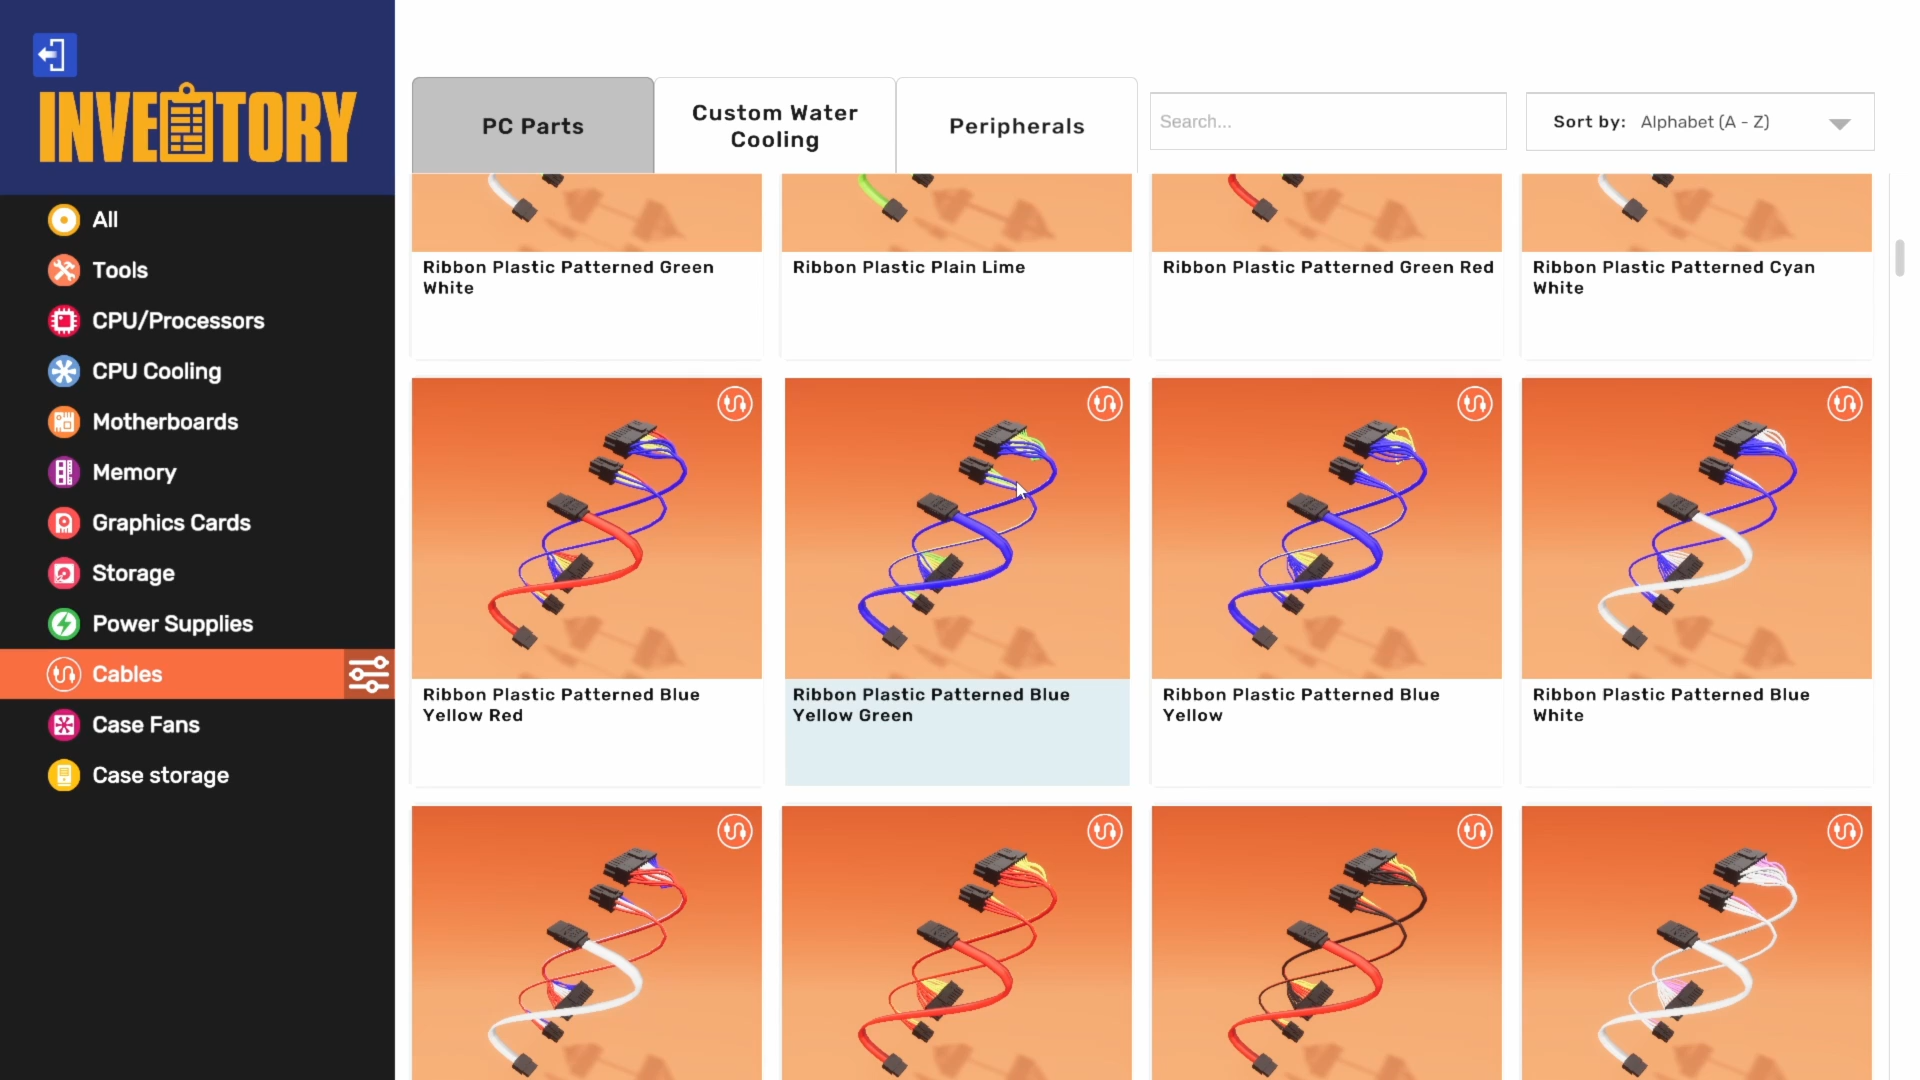 INVENTORY
All
Tools
CPU/Processors
CPU Cooling
Motherboards
Memory
Graphics Cards
Storage
Power Supplies
Cables
Case Fans
Case storage
PC Parts
Custom Water
Cooling
Peripherals
Search...
Sort by: Alphabet (A - Z)
Ribbon Plastic Patterned Green
White
Ribbon Plastic Plain Lime
Ribbon Plastic Patterned Green Red
Ribbon Plastic Patterned Cyan
White
Ribbon Plastic Patterned Blue
Yellow Red
Ribbon Plastic Patterned Blue
Yellow Green
Ribbon Plastic Patterned Blue
Yellow
Ribbon Plastic Patterned Blue
White